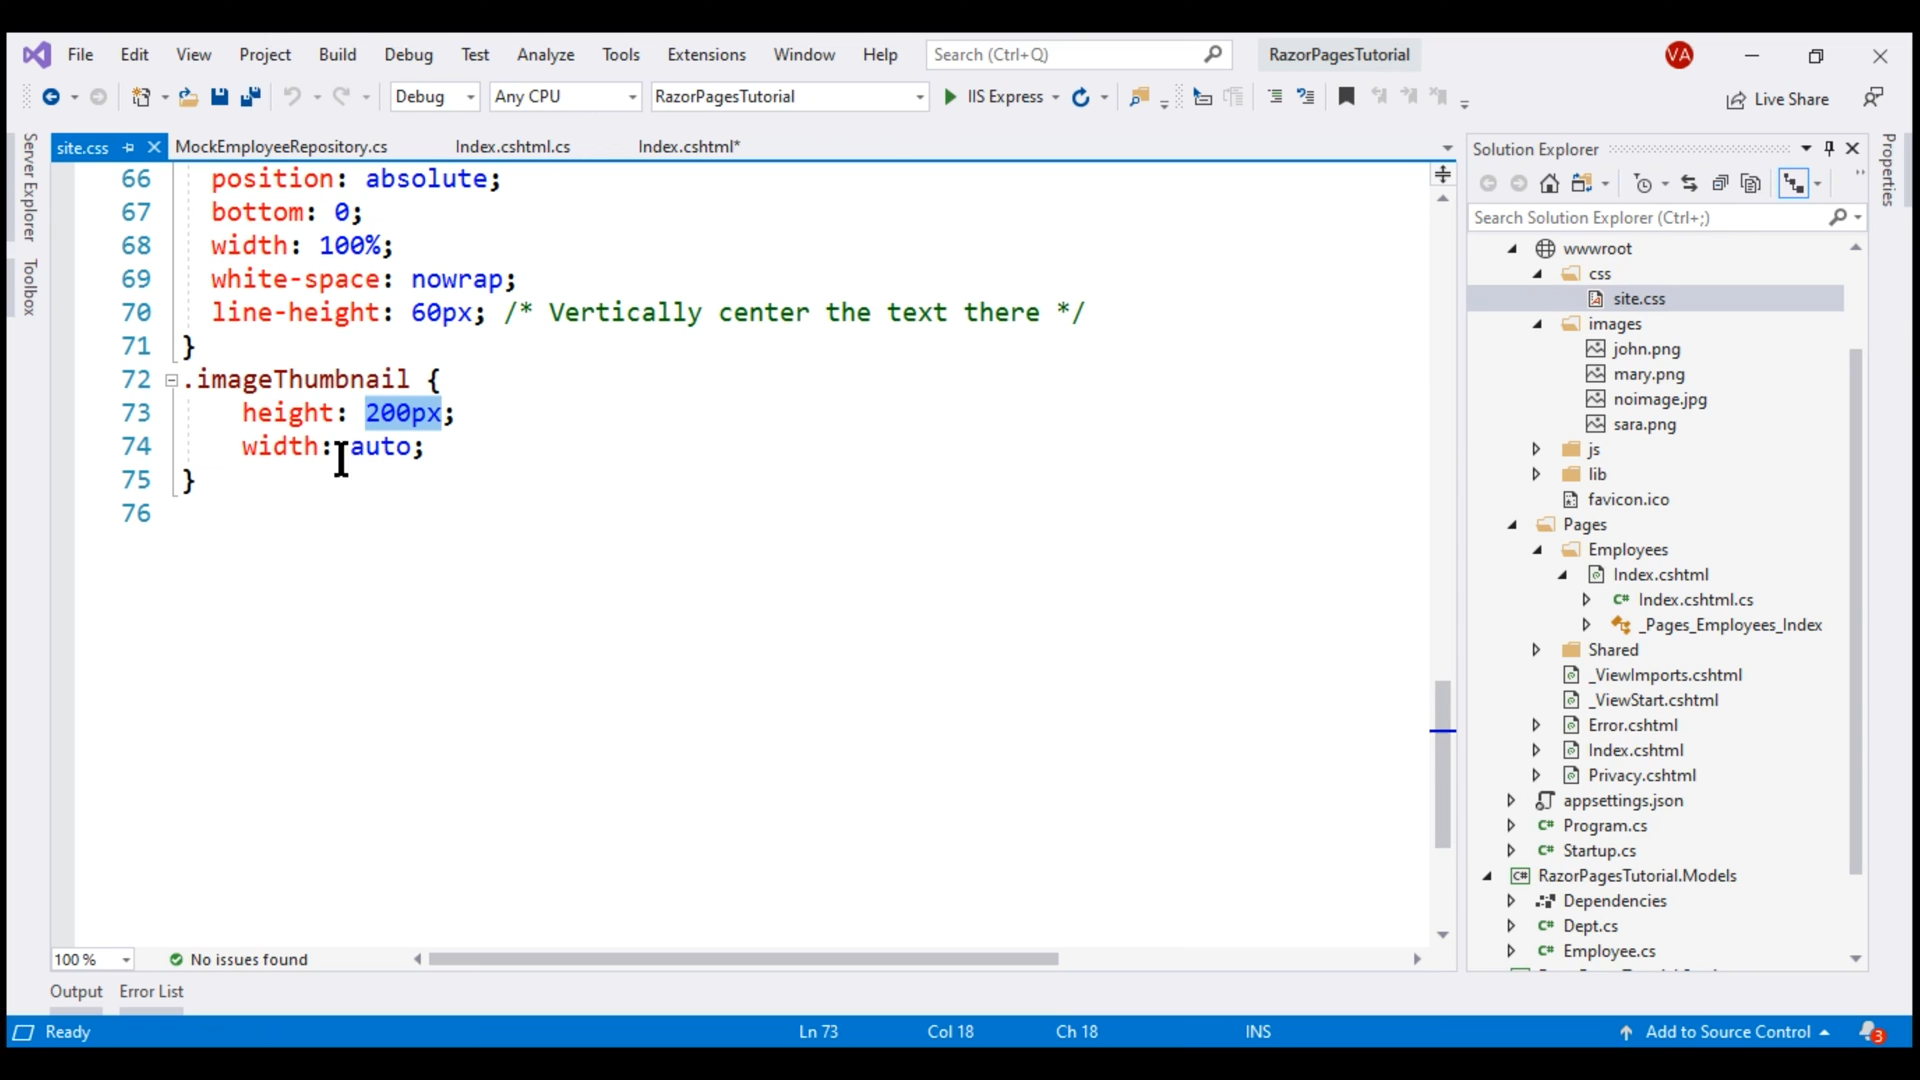 File Edit View Project Build Debug Test Analyze Tools Extensions Window Help Search (Ctrl+Q) RazorPagesTutorial VA
Debug Any CPU RazorPagesTutorial IIS Express Live Share
site.css MockEmployeeRepository.cs Index.cshtml.cs Index.cshtml*
Server Explorer
Toolbox
66 position: absolute;
67 bottom: 0;
68 width: 100%;
69 white-space: nowrap;
70 line-height: 60px; /* Vertically center the text there */
71 }
72 .imageThumbnail {
73 height: 200px;
74 width: auto;
75 }
76
100 % No issues found
Solution Explorer
Search Solution Explorer (Ctrl+;)
wwwroot
css
site.css
images
john.png
mary.png
noimage.jpg
sara.png
js
lib
favicon.ico
Pages
Employees
Index.cshtml
C# Index.cshtml.cs
_Pages_Employees_Index
Shared
_ViewImports.cshtml
_ViewStart.cshtml
Error.cshtml
Index.cshtml
Privacy.cshtml
appsettings.json
C# Program.cs
C# Startup.cs
C# RazorPagesTutorial.Models
Dependencies
C# Dept.cs
C# Employee.cs
Properties
Output Error List
Ready Ln 73 Col 18 Ch 18 INS Add to Source Control 3